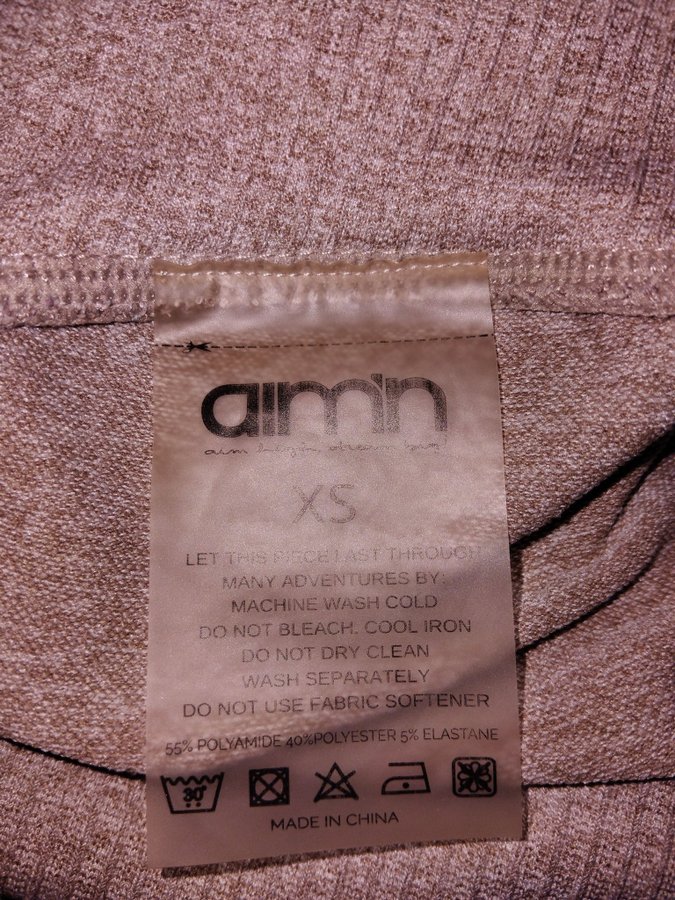 aim'n
XS
LET THIS PIECE LAST THROUGH
MANY ADVENTURES BY:
MACHINE WASH COLD
DO NOT BLEACH. COOL IRON
DO NOT DRY CLEAN
WASH SEPARATELY
DO NOT USE FABRIC SOFTENER
55% POLYAMIDE 40%POLYESTER 5% ELASTANE
30°
MADE IN CHINA